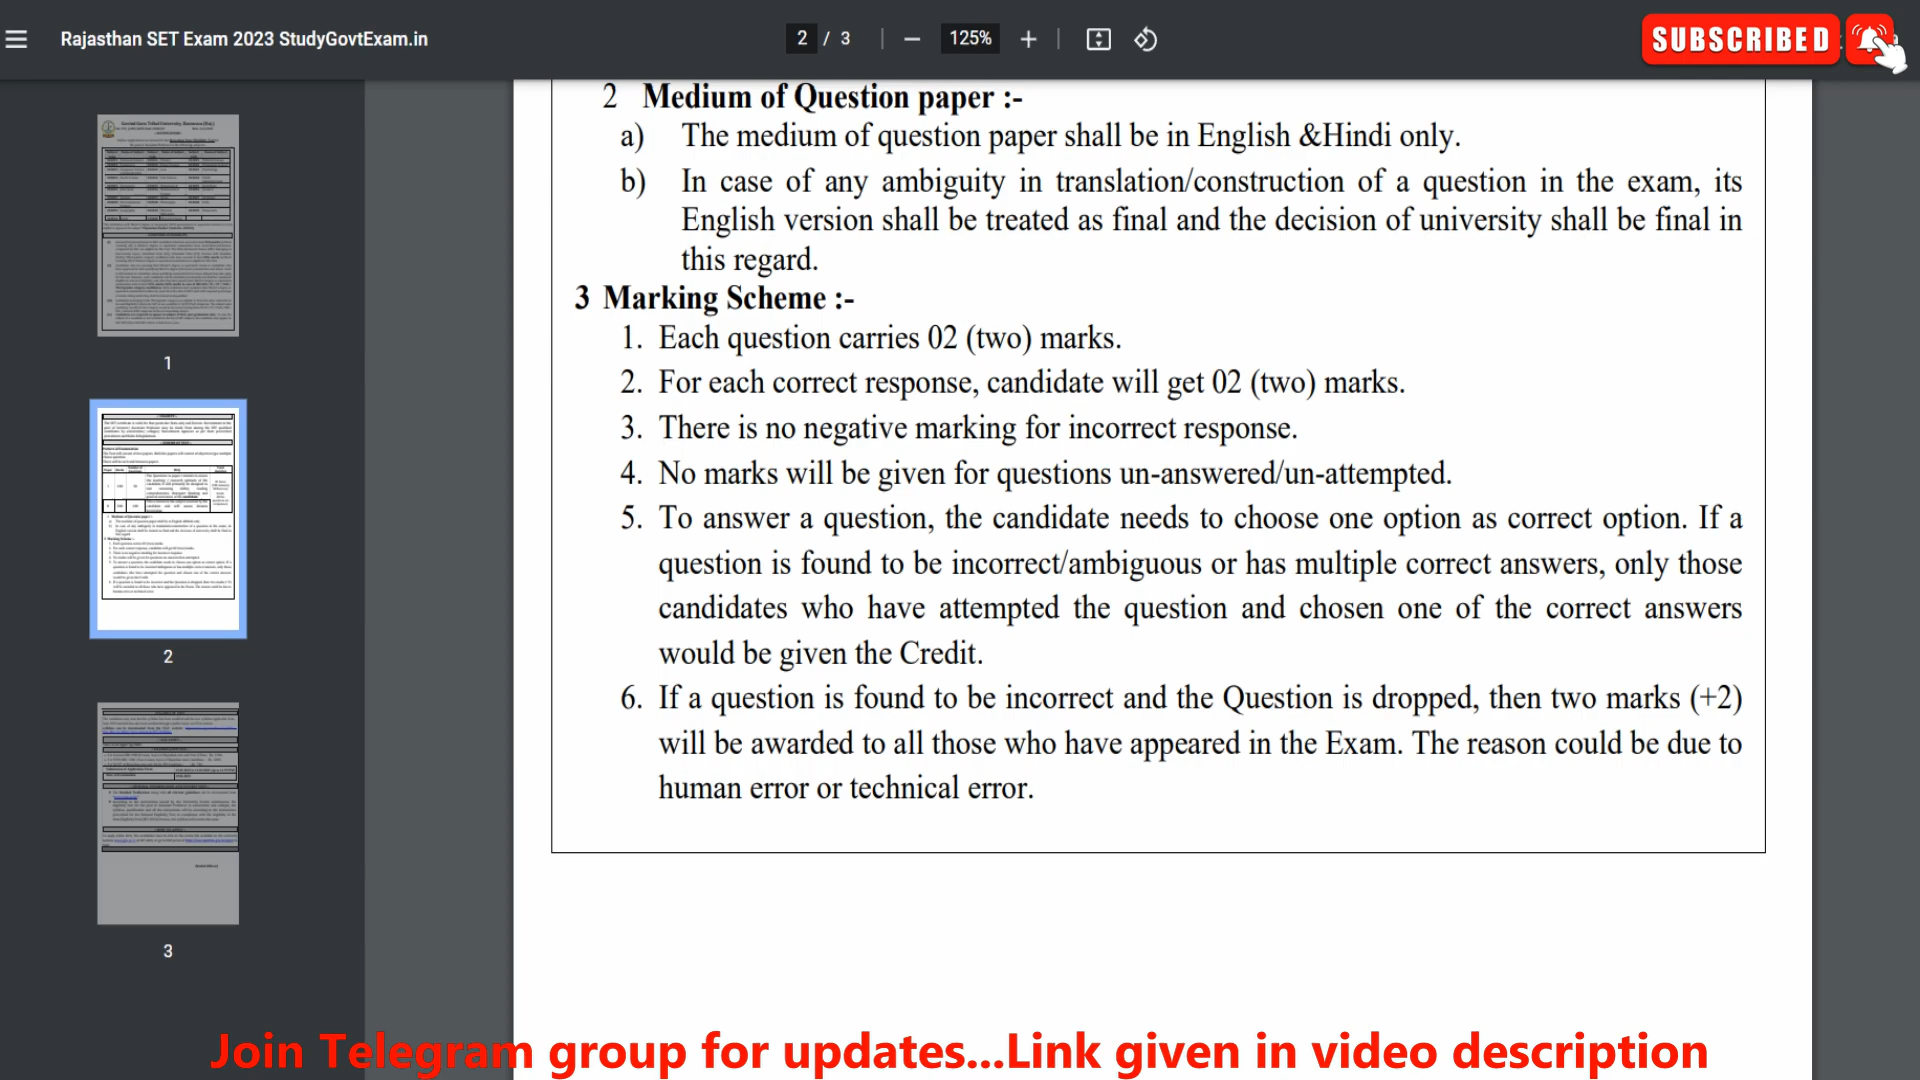 Rajasthan SET Exam 2023 StudyGovtExam.in
2 / 3
125%
SUBSCRIBED
1
2
3
2 Medium of Question paper :-
a) The medium of question paper shall be in English &Hindi only.
b) In case of any ambiguity in translation/construction of a question in the exam, its
English version shall be treated as final and the decision of university shall be final in
this regard.
3 Marking Scheme :-
1. Each question carries 02 (two) marks.
2. For each correct response, candidate will get 02 (two) marks.
3. There is no negative marking for incorrect response.
4. No marks will be given for questions un-answered/un-attempted.
5. To answer a question, the candidate needs to choose one option as correct option. If a
question is found to be incorrect/ambiguous or has multiple correct answers, only those
candidates who have attempted the question and chosen one of the correct answers
would be given the Credit.
6. If a question is found to be incorrect and the Question is dropped, then two marks (+2)
will be awarded to all those who have appeared in the Exam. The reason could be due to
human error or technical error.
Join Telegram group for updates...Link given in video description